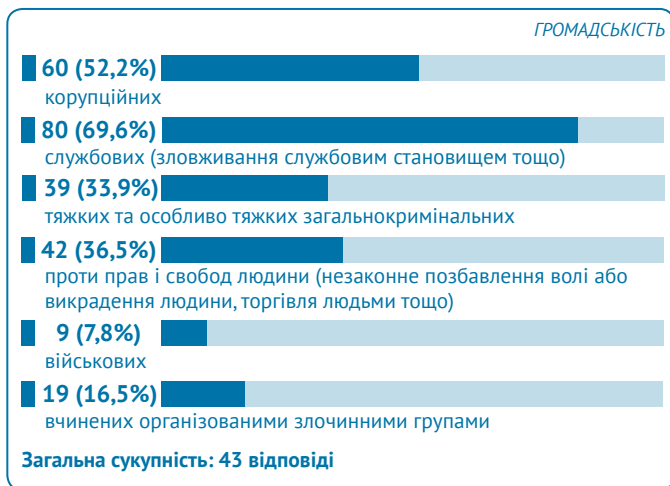 ГРОМАДСЬКІСТЬ
60 (52,2%)
корупційних
80 (69,6%)
службових (зловживання службовим становищем тощо)
39 (33,9%)
тяжких та особливо тяжких загальнокримінальних
42 (36,5%)
проти прав і свобод людини (незаконне позбавлення волі або
викрадення людини, торгівля людьми тощо)
9 (7,8%)
військових
19 (16,5%)
вчинених організованими злочинними групами
Загальна сукупність: 43 відповіді